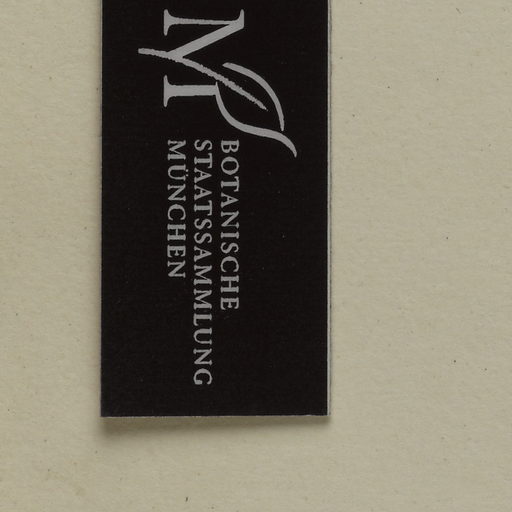 M
BOTANISCHE
STAATSSAMMLUNG
MÜNCHEN